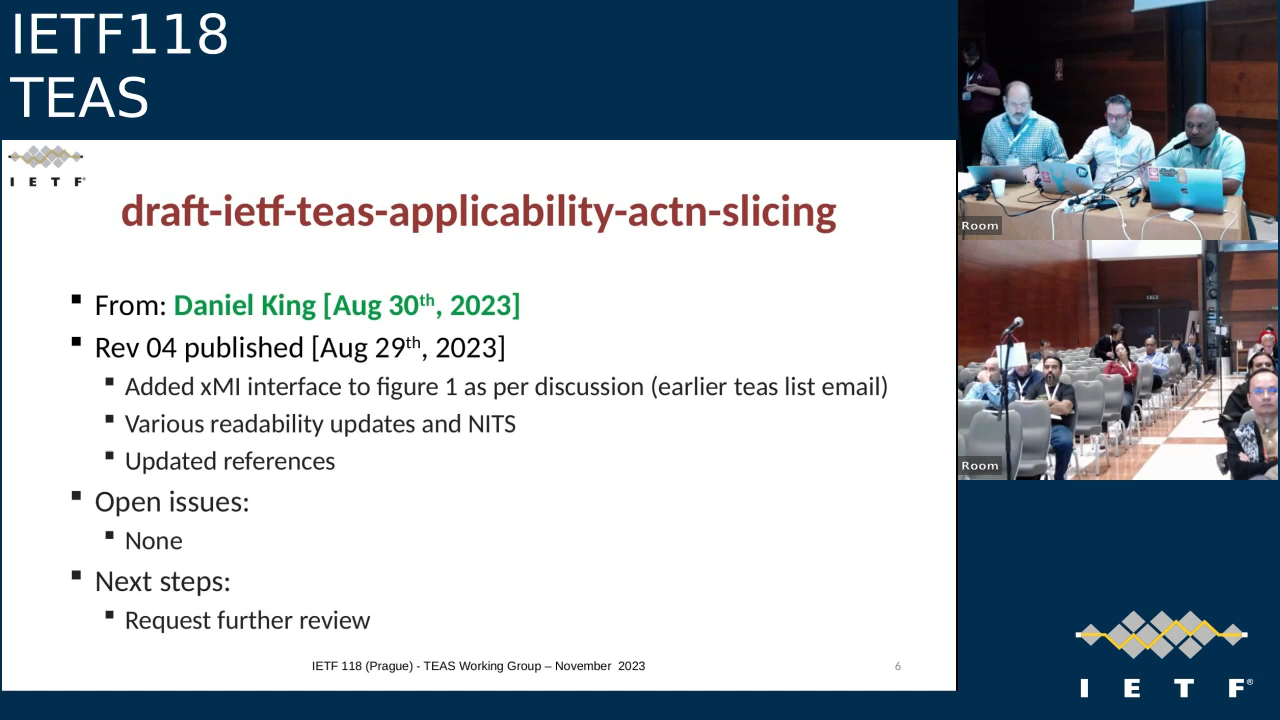 IETF118
TEAS
I E T F
draft-ietf-teas-applicability-actn-slicing
From: Daniel King [Aug 30th, 2023]
Rev 04 published [Aug 29th, 2023]
Added xMI interface to figure 1 as per discussion (earlier teas list email)
Various readability updates and NITS
Updated references
Open issues:
None
Next steps:
Request further review
IETF 118 (Prague) - TEAS Working Group – November 2023
6
Room
Room
I E T F®